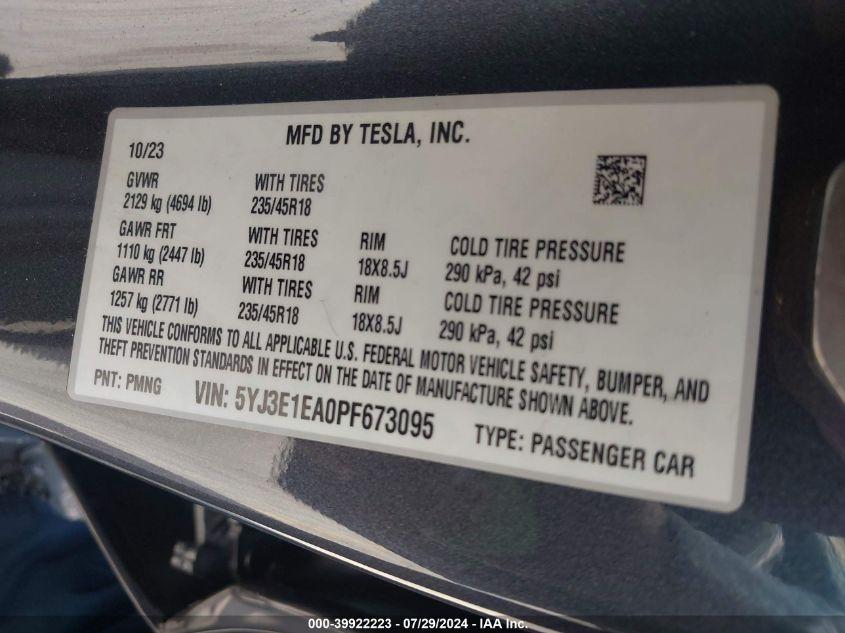 MFD BY TESLA, INC.
10/23
GVWR WITH TIRES
2129 kg (4694 lb) 235/45R18
GAWR FRT WITH TIRES RIM COLD TIRE PRESSURE
1110 kg (2447 lb) 235/45R18 18X8.5J 290 kPa, 42 psi
GAWR RR WITH TIRES RIM COLD TIRE PRESSURE
1257 kg (2771 lb) 235/45R18 18X8.5J 290 kPa, 42 psi
THIS VEHICLE CONFORMS TO ALL APPLICABLE U.S. FEDERAL MOTOR VEHICLE SAFETY, BUMPER, AND
THEFT PREVENTION STANDARDS IN EFFECT ON THE DATE OF MANUFACTURE SHOWN ABOVE.
PNT: PMNG VIN: 5YJ3E1EA0PF673095 TYPE: PASSENGER CAR
000-39922223 - 07/29/2024 - IAA Inc.